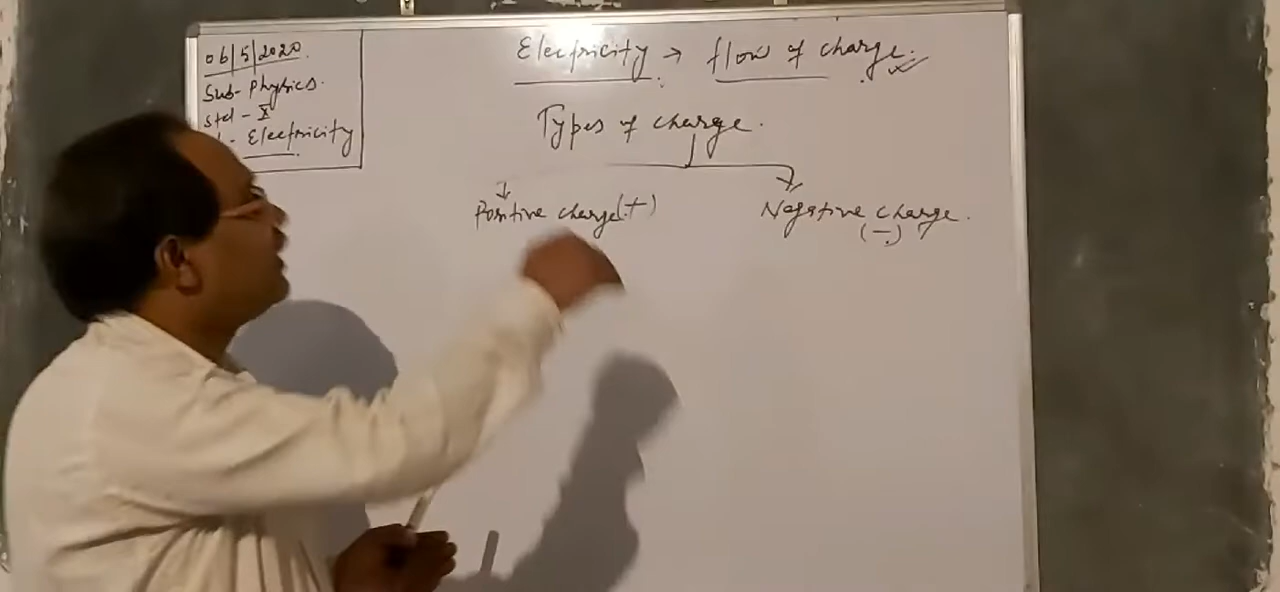 06/5/2020.
Sub- Physics.
Std - X
- Electricity
Electricity → flow of charge.
Types of charge.
Positive charge(+)
Negative charge.
(-)